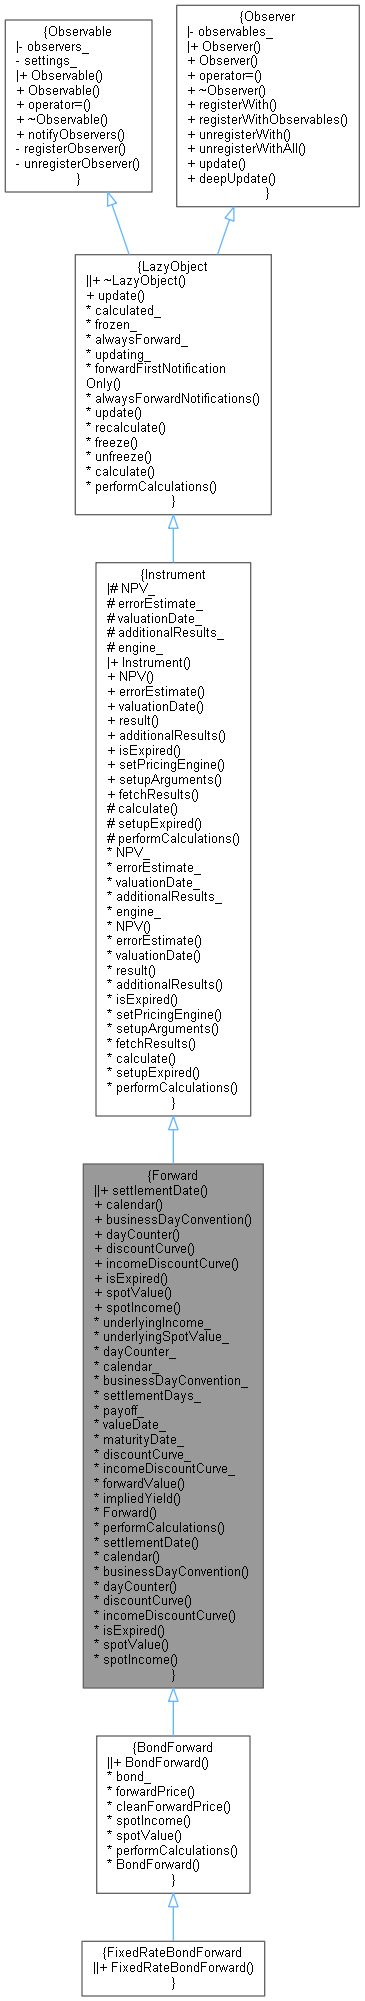 {Observable
|- observers_
- settings_
|+ Observable()
+ Observable()
+ operator=()
+ ~Observable()
+ notifyObservers()
- registerObserver()
- unregisterObserver()
}
{Observer
|- observables_
|+ Observer()
+ Observer()
+ operator=()
+ ~Observer()
+ registerWith()
+ registerWithObservables()
+ unregisterWith()
+ unregisterWithAll()
+ update()
+ deepUpdate()
}
{LazyObject
||+ ~LazyObject()
+ update()
* calculated_
* frozen_
* alwaysForward_
* updating_
* forwardFirstNotification
Only()
* alwaysForwardNotifications()
* update()
* recalculate()
* freeze()
* unfreeze()
* calculate()
* performCalculations()
}
{Instrument
|# NPV_
# errorEstimate_
# valuationDate_
# additionalResults_
# engine_
|+ Instrument()
+ NPV()
+ errorEstimate()
+ valuationDate()
+ result()
+ additionalResults()
+ isExpired()
+ setPricingEngine()
+ setupArguments()
+ fetchResults()
# calculate()
# setupExpired()
# performCalculations()
* NPV_
* errorEstimate_
* valuationDate_
* additionalResults_
* engine_
* NPV()
* errorEstimate()
* valuationDate()
* result()
* additionalResults()
* isExpired()
* setPricingEngine()
* setupArguments()
* fetchResults()
* calculate()
* setupExpired()
* performCalculations()
}
{Forward
||+ settlementDate()
+ calendar()
+ businessDayConvention()
+ dayCounter()
+ discountCurve()
+ incomeDiscountCurve()
+ isExpired()
+ spotValue()
+ spotIncome()
* underlyingIncome_
* underlyingSpotValue_
* dayCounter_
* calendar_
* businessDayConvention_
* settlementDays_
* payoff_
* valueDate_
* maturityDate_
* discountCurve_
* incomeDiscountCurve_
* forwardValue()
* impliedYield()
* Forward()
* performCalculations()
* settlementDate()
* calendar()
* businessDayConvention()
* dayCounter()
* discountCurve()
* incomeDiscountCurve()
* isExpired()
* spotValue()
* spotIncome()
}
{BondForward
||+ BondForward()
* bond_
* forwardPrice()
* cleanForwardPrice()
* spotIncome()
* spotValue()
* performCalculations()
* BondForward()
}
{FixedRateBondForward
||+ FixedRateBondForward()
}